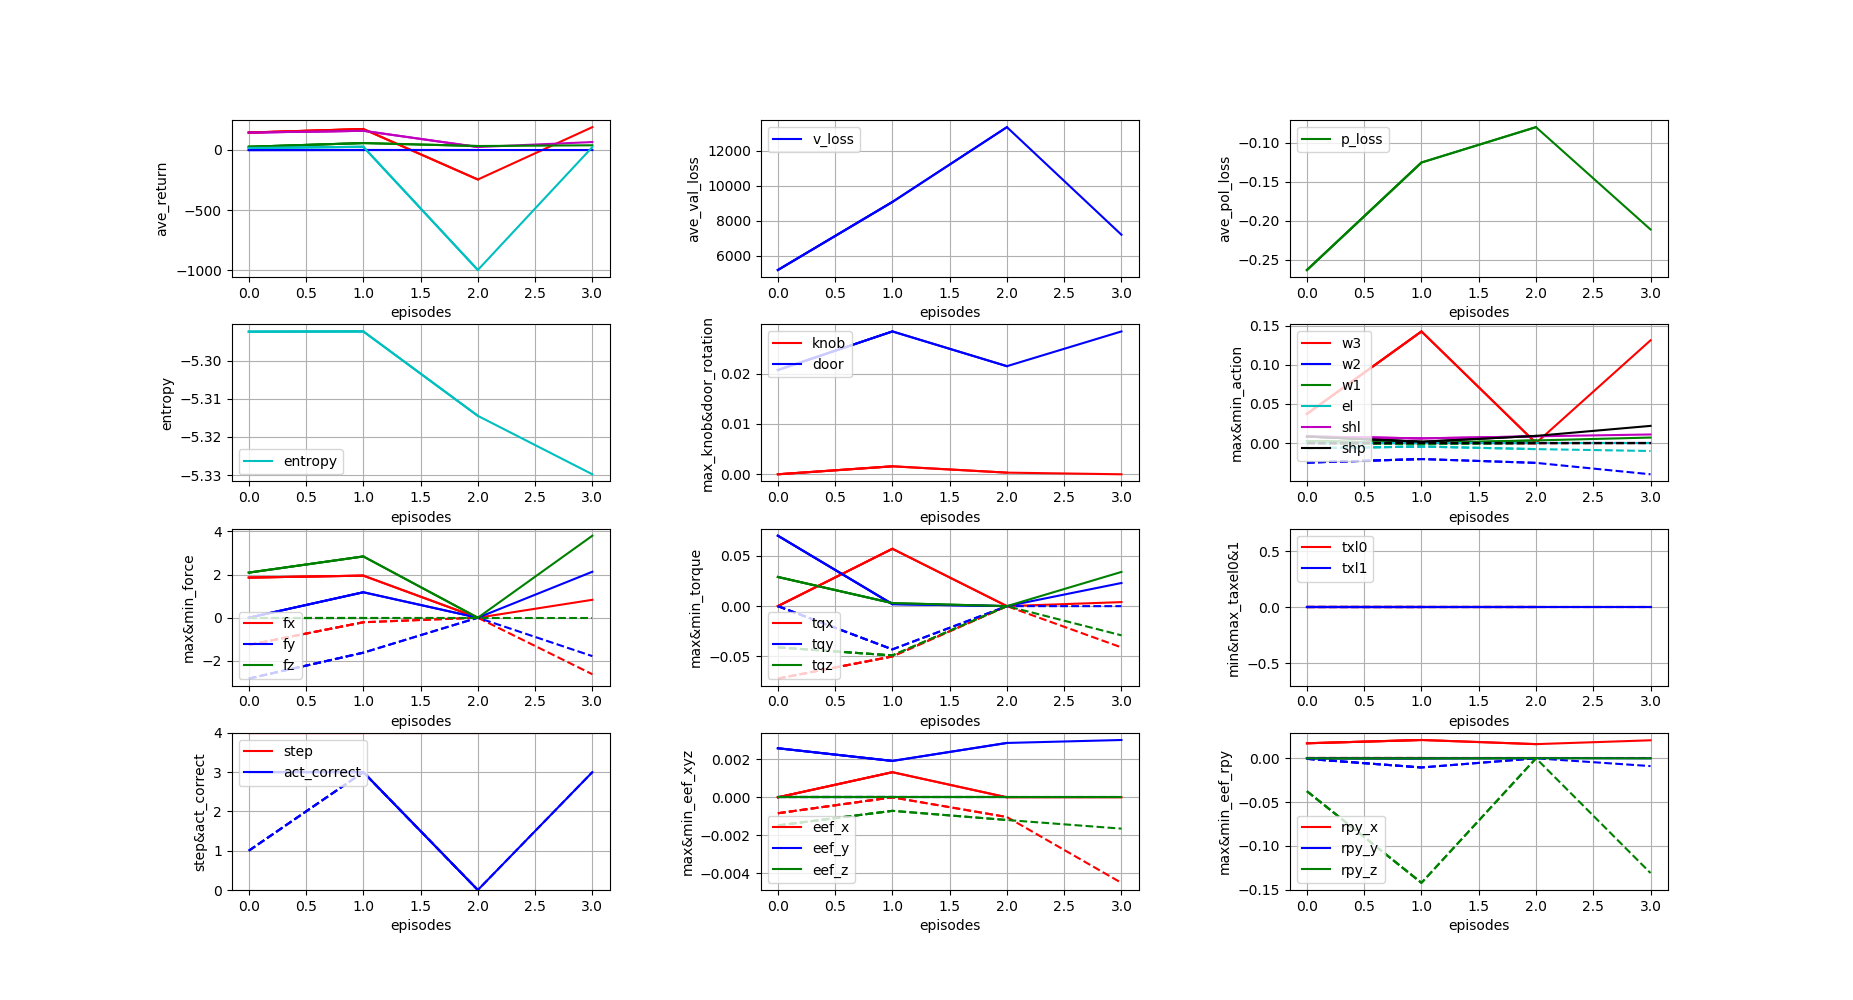 ave_return
0
−500
−1000
0.0 0.5 1.0 1.5 2.0 2.5 3.0
episodes
ave_val_loss
12000
10000
8000
6000
v_loss
0.0 0.5 1.0 1.5 2.0 2.5 3.0
episodes
ave_pol_loss
−0.10
−0.15
−0.20
−0.25
p_loss
0.0 0.5 1.0 1.5 2.0 2.5 3.0
episodes
entropy
−5.30
−5.31
−5.32
−5.33
entropy
0.0 0.5 1.0 1.5 2.0 2.5 3.0
episodes
max_knob&door_rotation
0.02
0.01
0.00
knob
door
0.0 0.5 1.0 1.5 2.0 2.5 3.0
episodes
max&min_action
0.15
0.10
0.05
0.00
w3
w2
w1
el
shl
shp
0.0 0.5 1.0 1.5 2.0 2.5 3.0
episodes
max&min_force
4
2
0
−2
fx
fy
fz
0.0 0.5 1.0 1.5 2.0 2.5 3.0
episodes
max&min_torque
0.05
0.00
−0.05
tqx
tqy
tqz
0.0 0.5 1.0 1.5 2.0 2.5 3.0
episodes
min&max_taxel0&1
0.5
0.0
−0.5
txl0
txl1
0.0 0.5 1.0 1.5 2.0 2.5 3.0
episodes
step&act_correct
4
3
2
1
0
step
act_correct
0.0 0.5 1.0 1.5 2.0 2.5 3.0
episodes
max&min_eef_xyz
0.002
0.000
−0.002
−0.004
eef_x
eef_y
eef_z
0.0 0.5 1.0 1.5 2.0 2.5 3.0
episodes
max&min_eef_rpy
0.00
−0.05
−0.10
−0.15
rpy_x
rpy_y
rpy_z
0.0 0.5 1.0 1.5 2.0 2.5 3.0
episodes